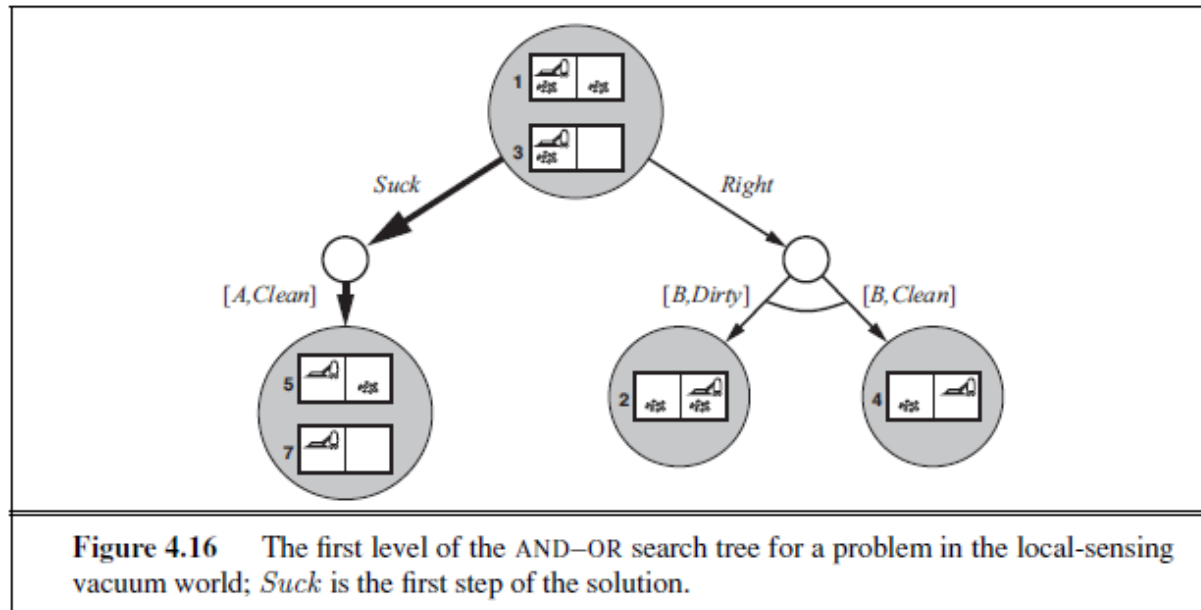 1
3
Suck
Right
[A,Clean]
[B,Dirty]
[B,Clean]
5
7
2
4
Figure 4.16 The first level of the AND–OR search tree for a problem in the local-sensing
vacuum world; Suck is the first step of the solution.